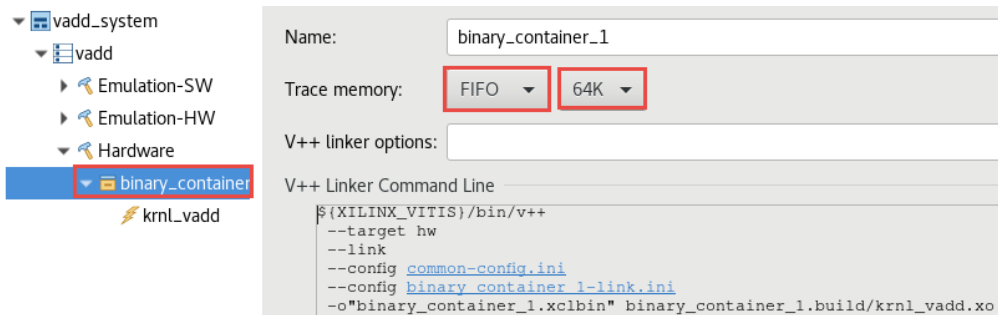 vadd_system
vadd
Emulation-SW
Emulation-HW
Hardware
binary_container
krnl_vadd
Name: binary_container_1
Trace memory: FIFO 64K
V++ linker options:
V++ Linker Command Line
${XILINX_VITIS}/bin/v++
--target hw
--link
--config common-config.ini
--config binary_container_1-link.ini
-o"binary_container_1.xclbin" binary_container_1.build/krnl_vadd.xo